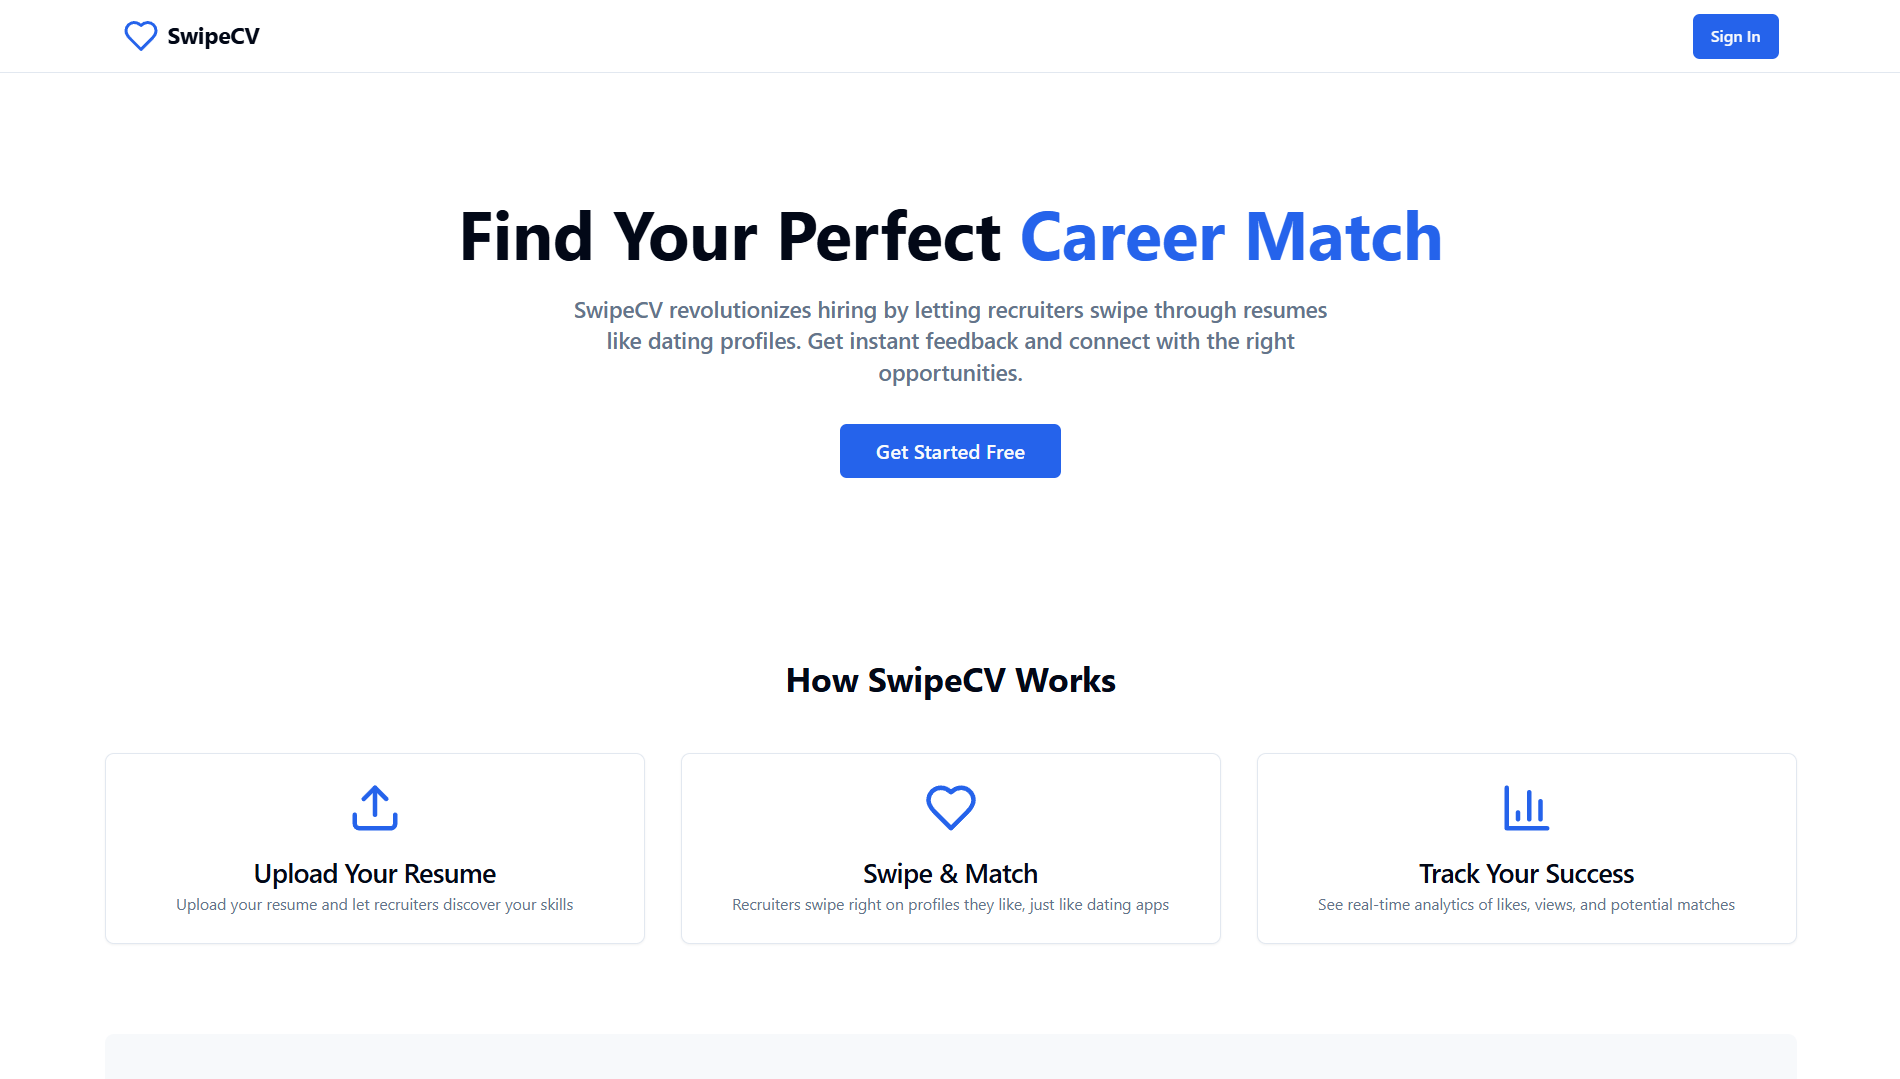 SwipeCV
Sign In
Find Your Perfect Career Match
SwipeCV revolutionizes hiring by letting recruiters swipe through resumes
like dating profiles. Get instant feedback and connect with the right
opportunities.
Get Started Free
How SwipeCV Works
Upload Your Resume
Upload your resume and let recruiters discover your skills
Swipe & Match
Recruiters swipe right on profiles they like, just like dating apps
Track Your Success
See real-time analytics of likes, views, and potential matches